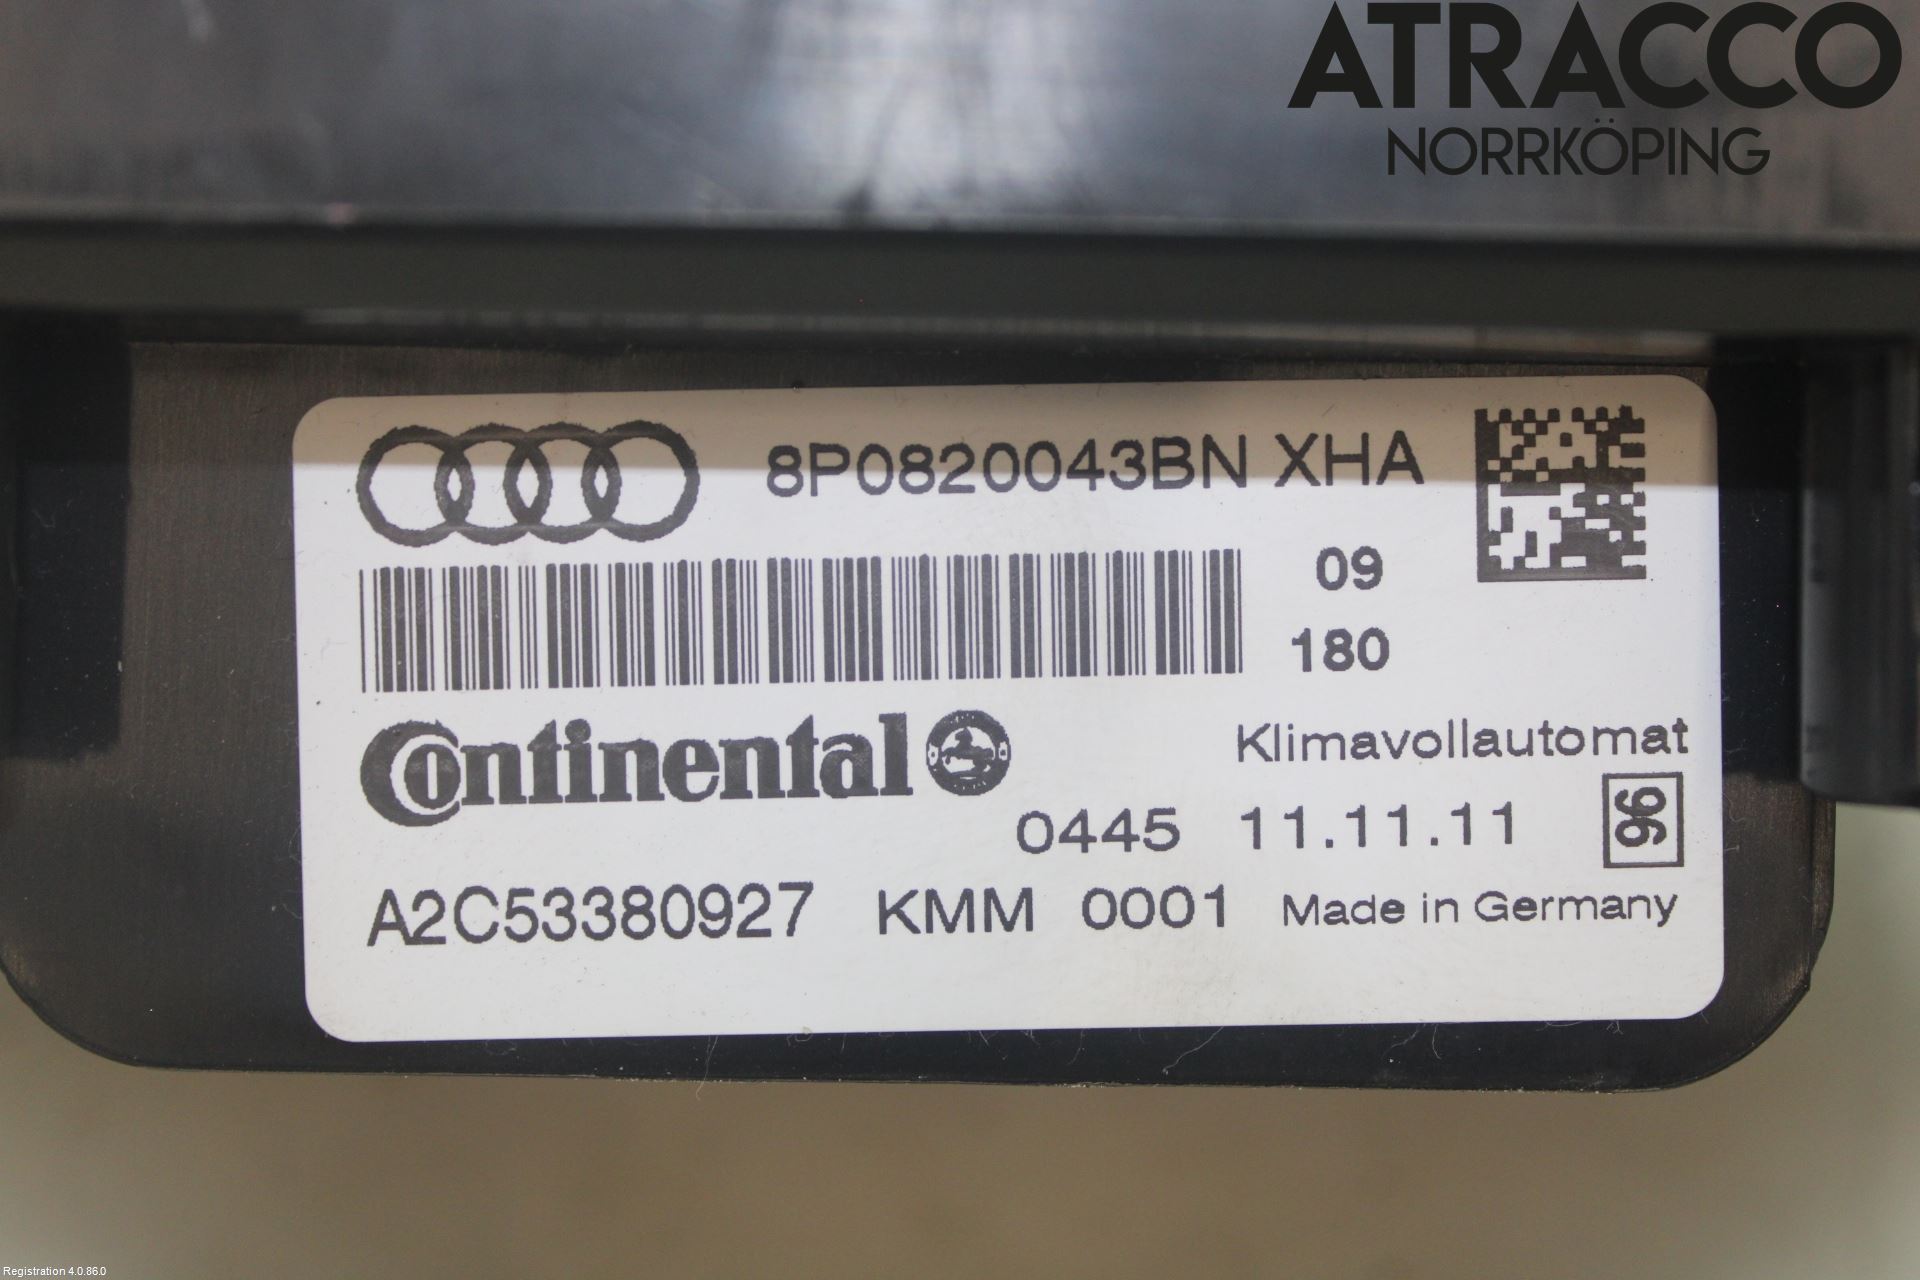 ATRACCO
NORRKÖPING
8P0820043BN XHA
09
180
Continental
Klimavollautomat
0445 11.11.11 96
A2C53380927 KMM 0001 Made in Germany
Registration 4.0.86.0